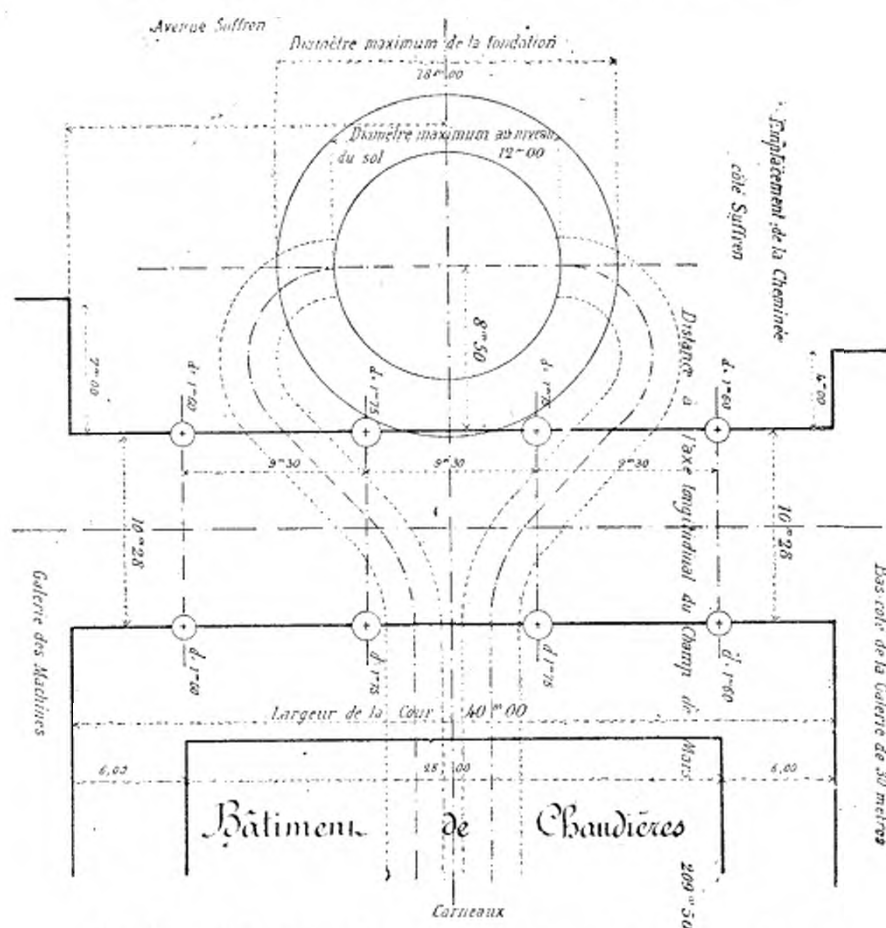 Avenue Suffren
Diamètre maximum de la fondation
18ᵐ00
Diamètre maximum au niveau
du sol
12ᵐ00
Emplacement de la Cheminée
côté Suffren
8ᵐ50
7ᵐ00
4ᵐ00
d. 1ᵐ60
d. 1ᵐ75
d. 1ᵐ75
d. 1ᵐ60
9ᵐ30
9ᵐ30
9ᵐ30
10ᵐ28
10ᵐ28
Distance à l'axe longitudinal du Champ de Mars
209ᵐ50
Galerie des Machines
Bas-côté de la Galerie de 30 mètres
d. 1ᵐ60
d. 1ᵐ75
d. 1ᵐ75
d. 1ᵐ60
Largeur de la Cour 40ᵐ00
6,00
28,00
6,00
Bâtiment de Chaudières
Carneaux